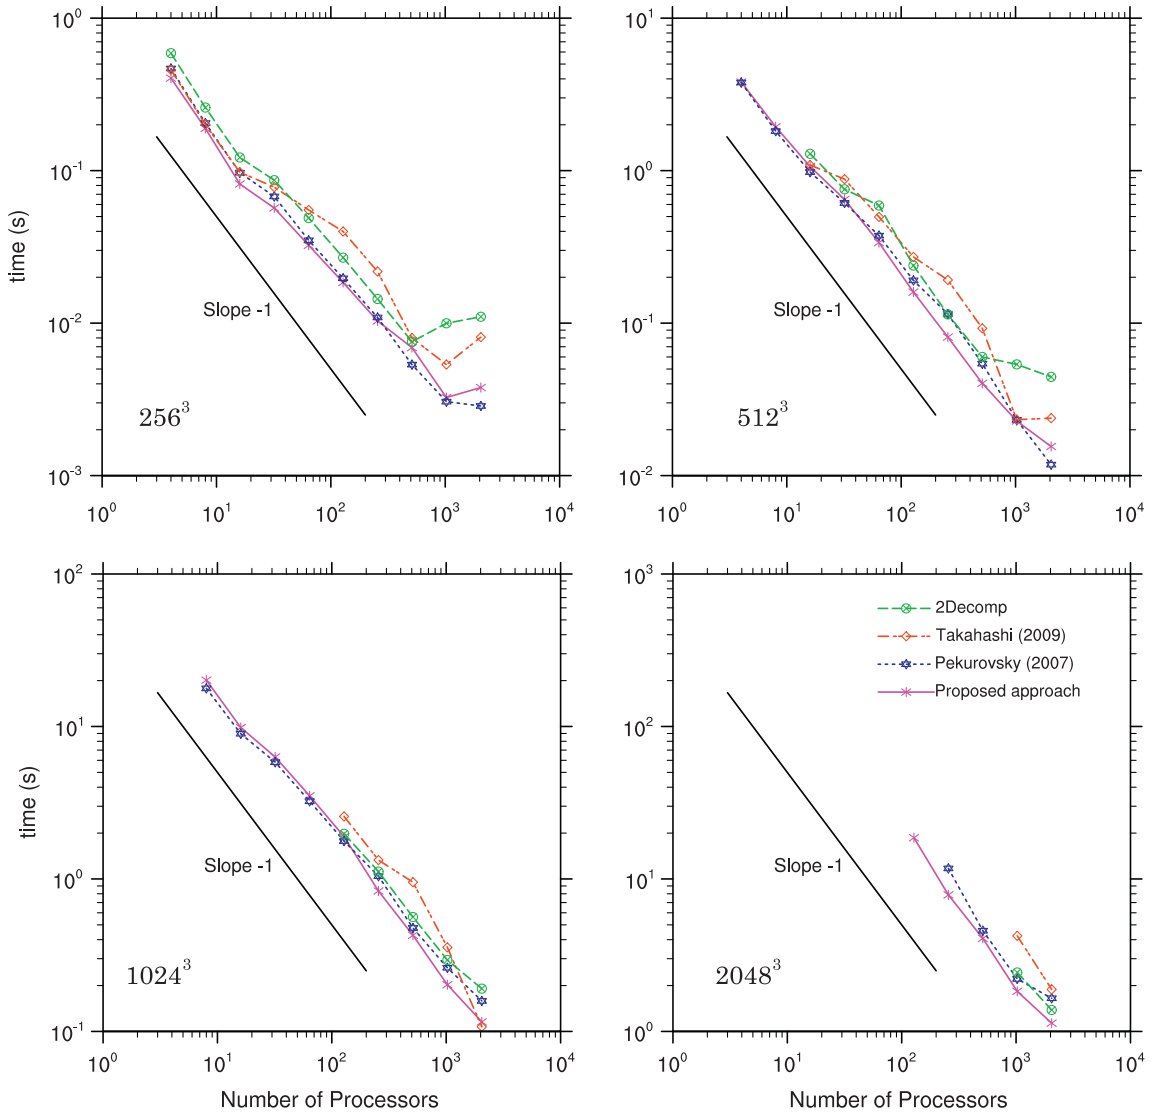 10^0
10^-1
10^-2
10^-3
time (s)
Slope -1
256^3
10^0 10^1 10^2 10^3 10^4
10^1
10^0
10^-1
10^-2
Slope -1
512^3
10^0 10^1 10^2 10^3 10^4
10^2
10^1
10^0
10^-1
time (s)
Slope -1
1024^3
10^0 10^1 10^2 10^3 10^4
Number of Processors
10^3
10^2
10^1
10^0
2Decomp
Takahashi (2009)
Pekurovsky (2007)
Proposed approach
Slope -1
2048^3
10^0 10^1 10^2 10^3 10^4
Number of Processors